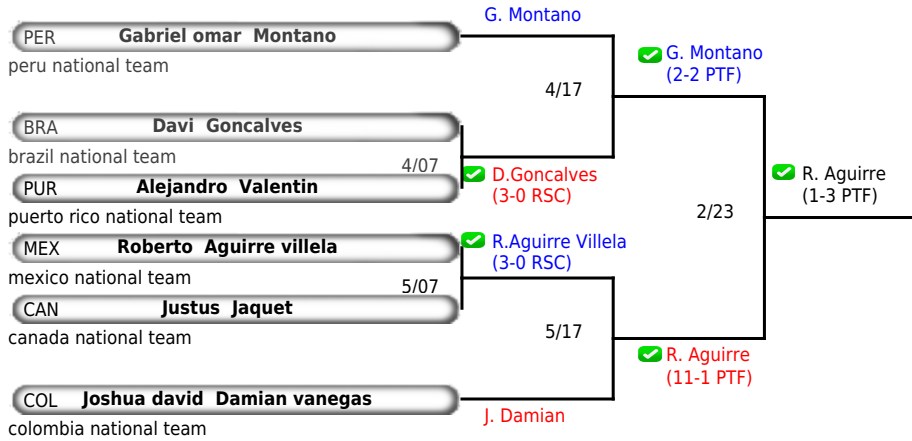 G. Montano
PER Gabriel omar Montano
peru national team
G. Montano
(2-2 PTF)
4/17
BRA Davi Goncalves
brazil national team
4/07
D.Goncalves
(3-0 RSC)
PUR Alejandro Valentin
puerto rico national team
R. Aguirre
(1-3 PTF)
2/23
MEX Roberto Aguirre villela
mexico national team
R.Aguirre Villela
(3-0 RSC)
5/07
CAN Justus Jaquet
canada national team
5/17
R. Aguirre
(11-1 PTF)
COL Joshua david Damian vanegas
colombia national team
J. Damian